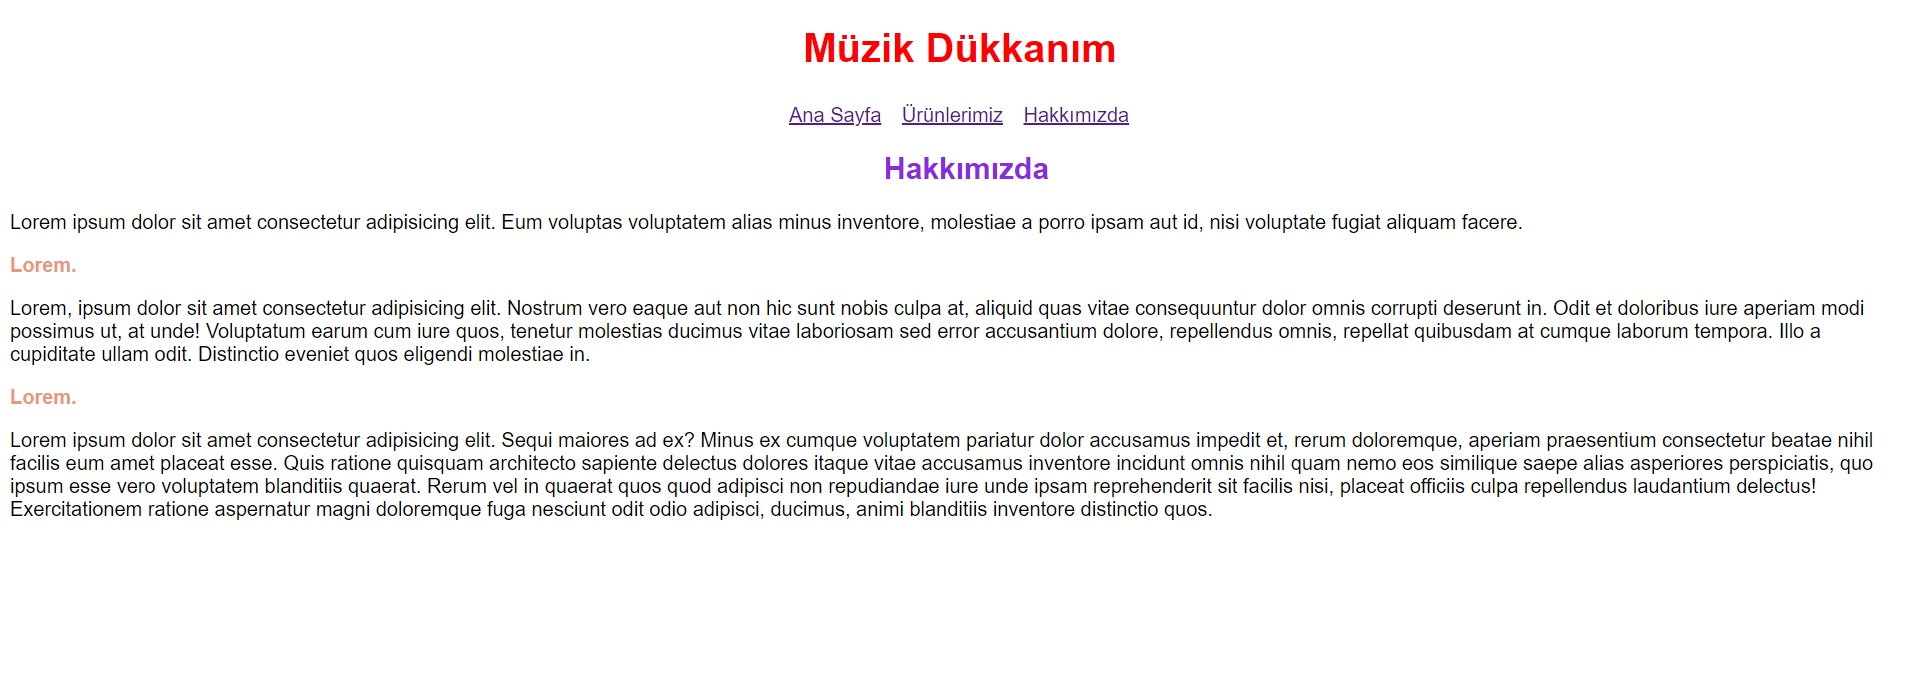 Müzik Dükkanım
Ana Sayfa Ürünlerimiz Hakkımızda
Hakkımızda
Lorem ipsum dolor sit amet consectetur adipisicing elit. Eum voluptas voluptatem alias minus inventore, molestiae a porro ipsam aut id, nisi voluptate fugiat aliquam facere.
Lorem.
Lorem, ipsum dolor sit amet consectetur adipisicing elit. Nostrum vero eaque aut non hic sunt nobis culpa at, aliquid quas vitae consequuntur dolor omnis corrupti deserunt in. Odit et doloribus iure aperiam modi
possimus ut, at unde! Voluptatum earum cum iure quos, tenetur molestias ducimus vitae laboriosam sed error accusantium dolore, repellendus omnis, repellat quibusdam at cumque laborum tempora. Illo a
cupiditate ullam odit. Distinctio eveniet quos eligendi molestiae in.
Lorem.
Lorem ipsum dolor sit amet consectetur adipisicing elit. Sequi maiores ad ex? Minus ex cumque voluptatem pariatur dolor accusamus impedit et, rerum doloremque, aperiam praesentium consectetur beatae nihil
facilis eum amet placeat esse. Quis ratione quisquam architecto sapiente delectus dolores itaque vitae accusamus inventore incidunt omnis nihil quam nemo eos similique saepe alias asperiores perspiciatis, quo
ipsum esse vero voluptatem blanditiis quaerat. Rerum vel in quaerat quos quod adipisci non repudiandae iure unde ipsam reprehenderit sit facilis nisi, placeat officiis culpa repellendus laudantium delectus!
Exercitationem ratione aspernatur magni doloremque fuga nesciunt odit odio adipisci, ducimus, animi blanditiis inventore distinctio quos.